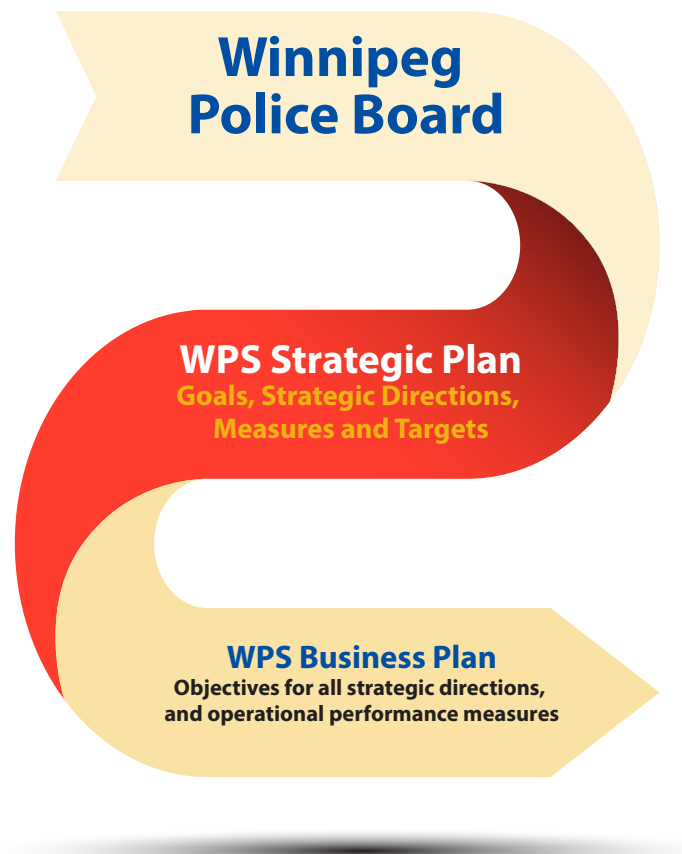 Winnipeg
Police Board
WPS Strategic Plan
Goals, Strategic Directions,
Measures and Targets
WPS Business Plan
Objectives for all strategic directions,
and operational performance measures